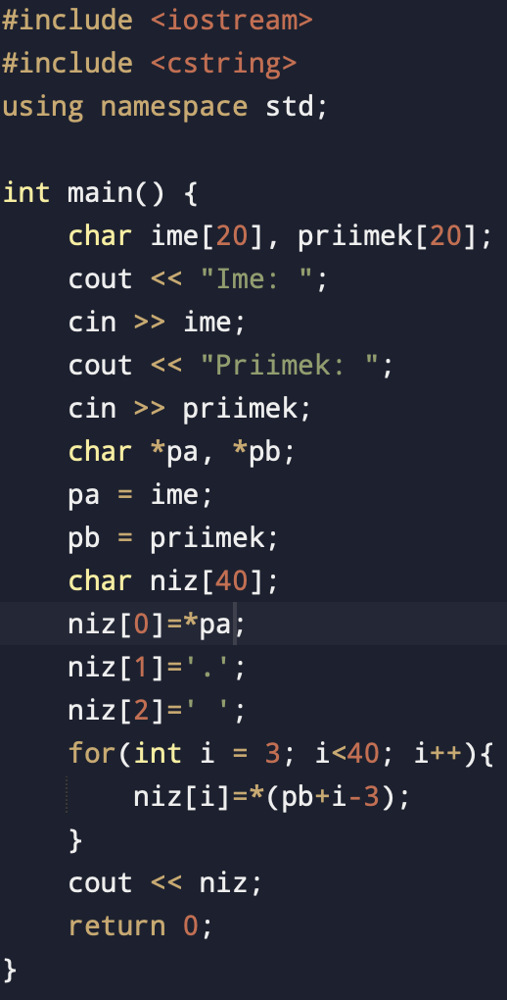 #include <iostream>
#include <cstring>
using namespace std;

int main() {
    char ime[20], priimek[20];
    cout << "Ime: ";
    cin >> ime;
    cout << "Priimek: ";
    cin >> priimek;
    char *pa, *pb;
    pa = ime;
    pb = priimek;
    char niz[40];
    niz[0]=*pa;
    niz[1]='.';
    niz[2]=' ';
    for(int i = 3; i<40; i++){
        niz[i]=*(pb+i-3);
    }
    cout << niz;
    return 0;
}